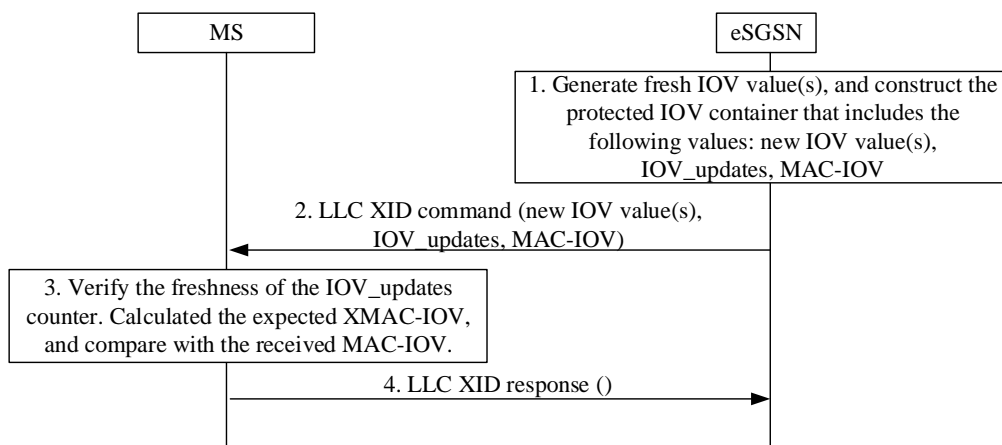 MS
eSGSN
1. Generate fresh IOV value(s), and construct the
protected IOV container that includes the
following values: new IOV value(s),
IOV_updates, MAC-IOV
2. LLC XID command (new IOV value(s),
IOV_updates, MAC-IOV)
3. Verify the freshness of the IOV_updates
counter. Calculated the expected XMAC-IOV,
and compare with the received MAC-IOV.
4. LLC XID response ()